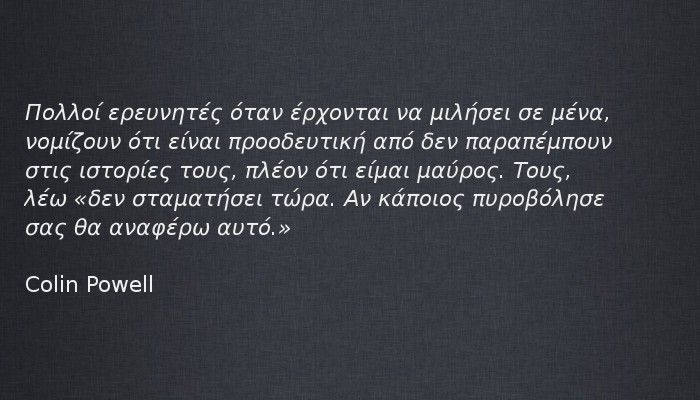 Πολλοί ερευνητές όταν έρχονται να μιλήσει σε μένα,
νομίζουν ότι είναι προοδευτική από δεν παραπέμπουν
στις ιστορίες τους, πλέον ότι είμαι μαύρος. Τους,
λέω «δεν σταματήσει τώρα. Αν κάποιος πυροβόλησε
σας θα αναφέρω αυτό.»
Colin Powell